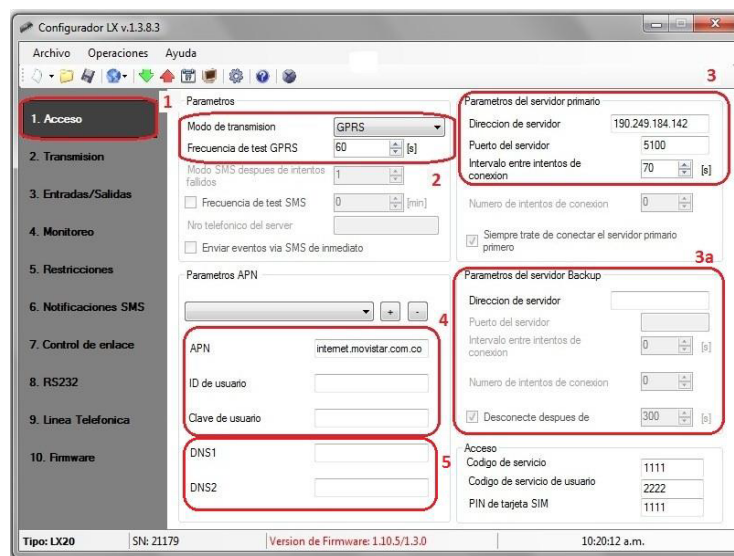 Configurador LX v.1.3.8.3
Archivo Operaciones Ayuda
1
1. Acceso
2. Transmision
3. Entradas/Salidas
4. Monitoreo
5. Restricciones
6. Notificaciones SMS
7. Control de enlace
8. RS232
9. Linea Telefonica
10. Firmware
Parametros
Modo de transmision GPRS
Frecuencia de test GPRS 60 [s]
2
Modo SMS despues de intentos
fallidos 1
Frecuencia de test SMS 0 [min]
Nro telefonico del server
Enviar eventos via SMS de inmediato
Parametros APN
+ -
4
APN internet.movistar.com.co
ID de usuario
Clave de usuario
DNS1
5
DNS2
3
Parametros del servidor primario
Direccion de servidor 190.249.184.142
Puerto del servidor 5100
Intervalo entre intentos de
conexion 70 [s]
Numero de intentos de conexion 0
Siempre trate de conectar el servidor primario
primero
3a
Parametros del servidor Backup
Direccion de servidor
Puerto del servidor
Intervalo entre intentos de
conexion 0 [s]
Numero de intentos de conexion 0
Desconecte despues de 300 [s]
Acceso
Codigo de servicio 1111
Codigo de servicio de usuario 2222
PIN de tarjeta SIM 1111
Tipo: LX20 SN: 21179 Version de Firmware: 1.10.5/1.3.0 10:20:12 a.m.